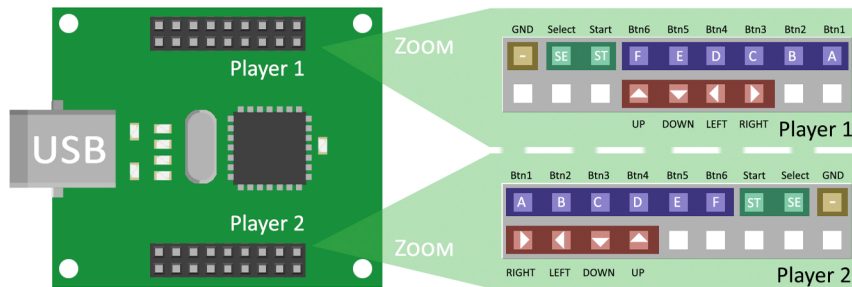 USB
Player 1
Player 2
Zoom
GND Select Start Btn6 Btn5 Btn4 Btn3 Btn2 Btn1
- SE ST F E D C B A
UP DOWN LEFT RIGHT
Player 1
Zoom
Btn1 Btn2 Btn3 Btn4 Btn5 Btn6 Start Select GND
A B C D E F ST SE -
RIGHT LEFT DOWN UP
Player 2